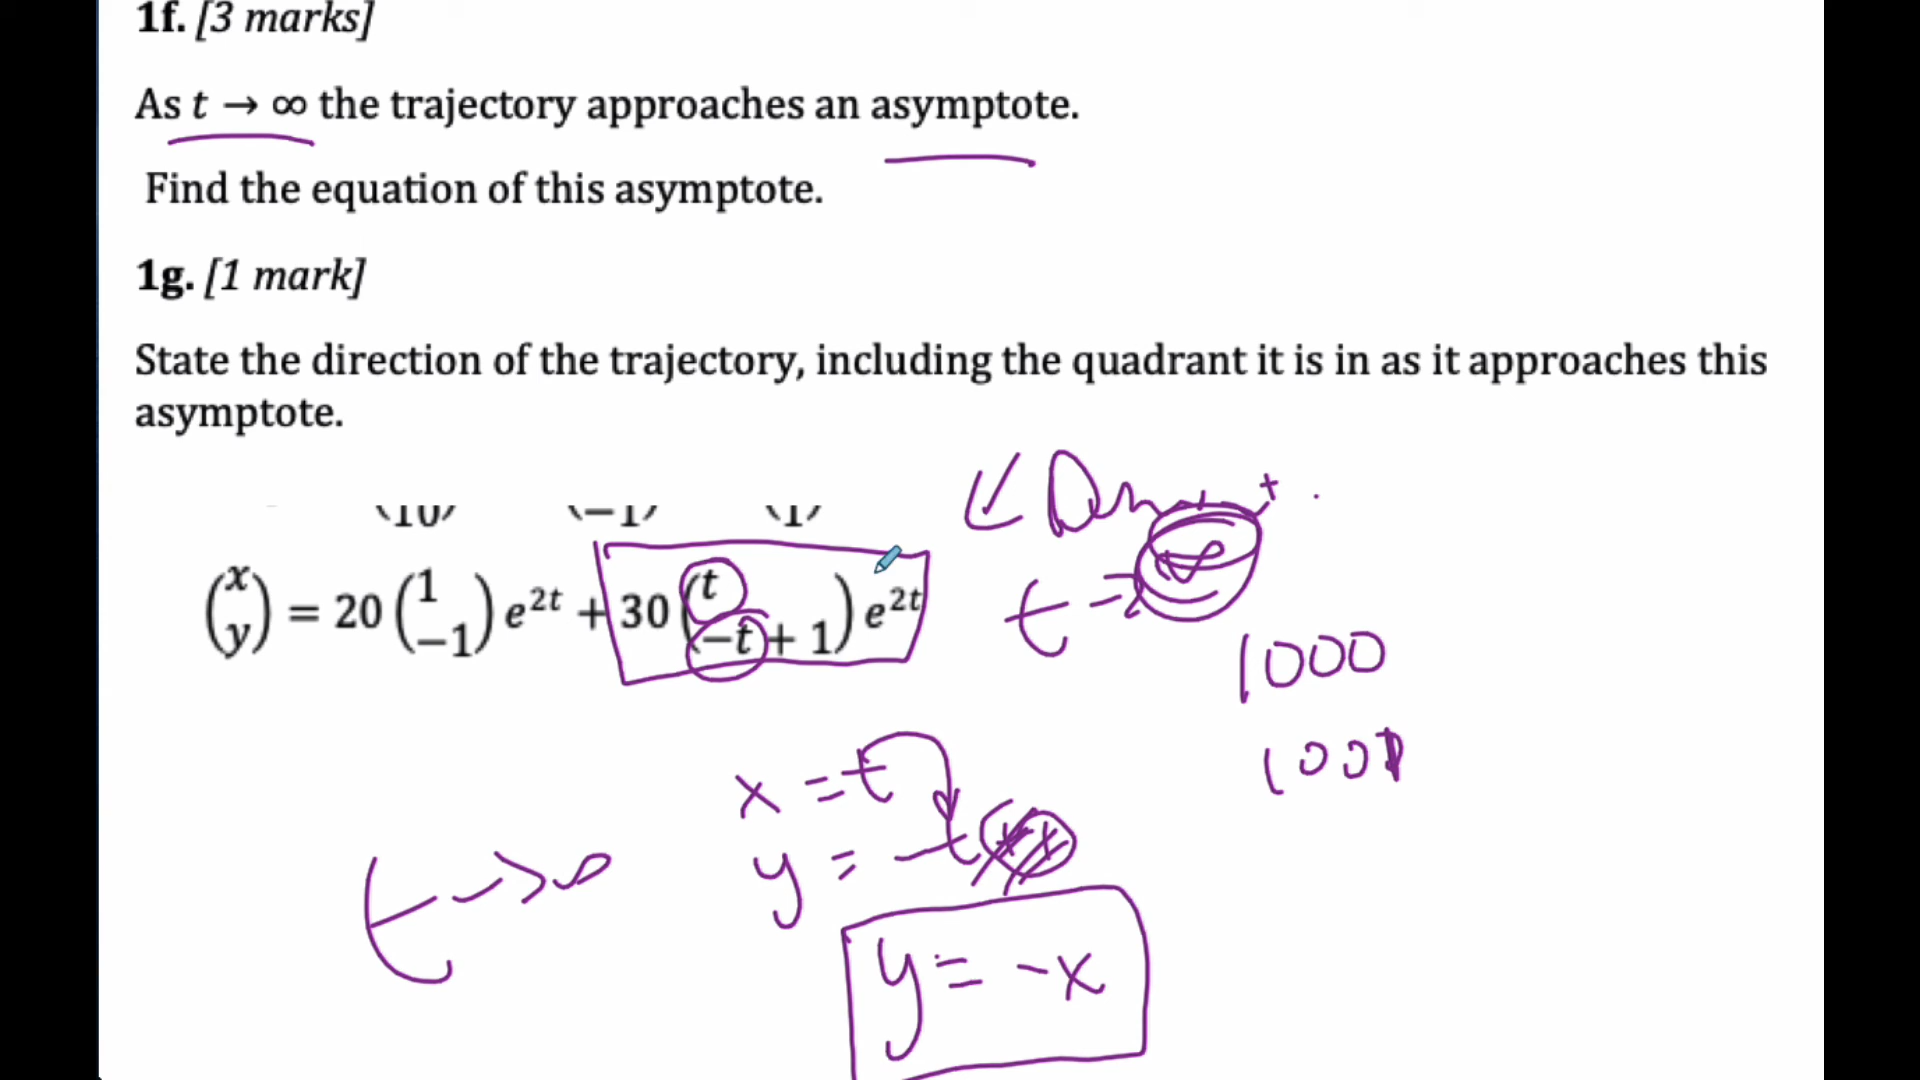 1f. [3 marks]
As t → ∞ the trajectory approaches an asymptote.
Find the equation of this asymptote.
1g. [1 mark]
State the direction of the trajectory, including the quadrant it is in as it approaches this
asymptote.
(x y) = 20 (1 −1) e^{2t} + 30 (t −t + 1) e^{2t}
t =
1000
1001
x = t
y = −t
t → ∞
y = −x